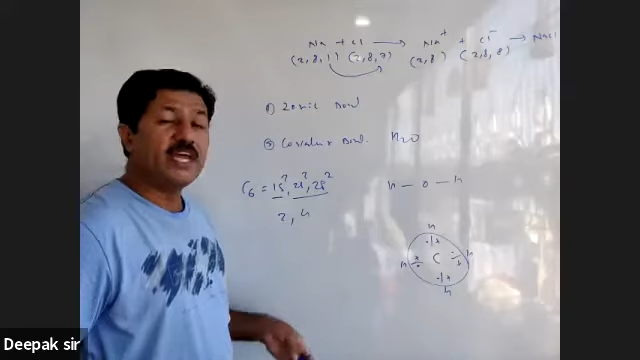 Na + Cl ⟶ Na⁺ + Cl⁻ ⟶ NaCl
(2,8,1) (2,8,7) (2,8) (2,8,8)
① Ionic Bond
② Covalent Bond. H2O
C6 = 1s², 2s², 2p²
2, 4
H — O — H
H
H C H
H
Deepak sir